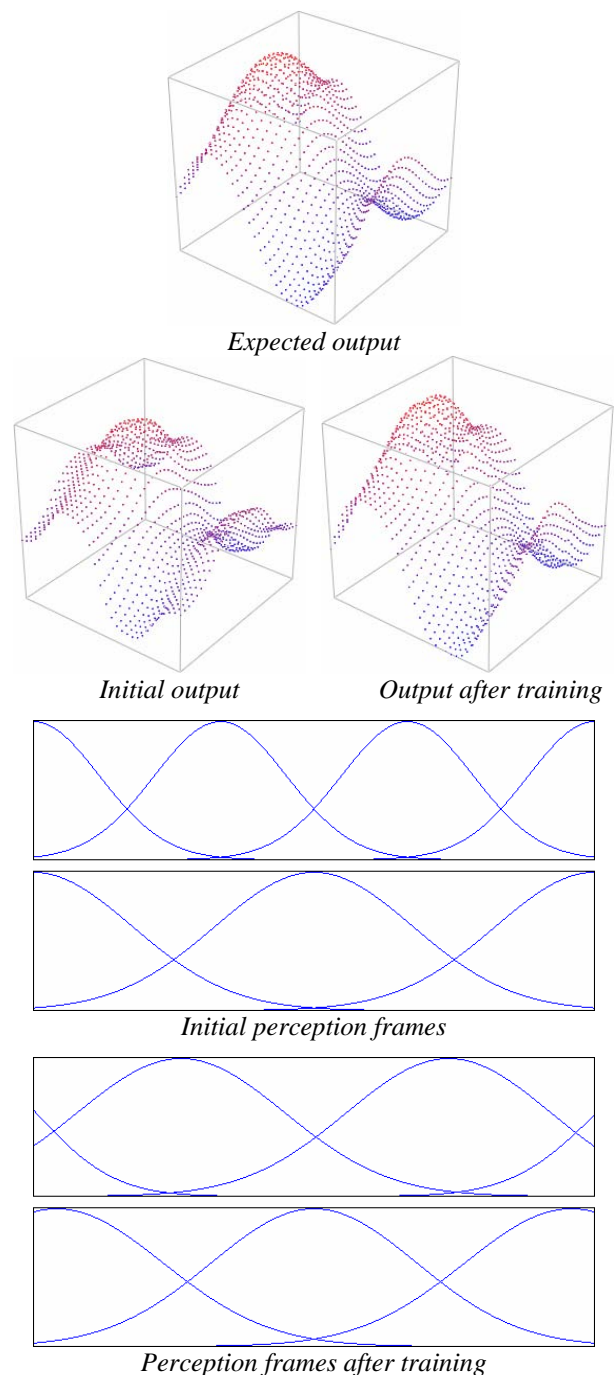 Expected output
Initial output
Output after training
Initial perception frames
Perception frames after training